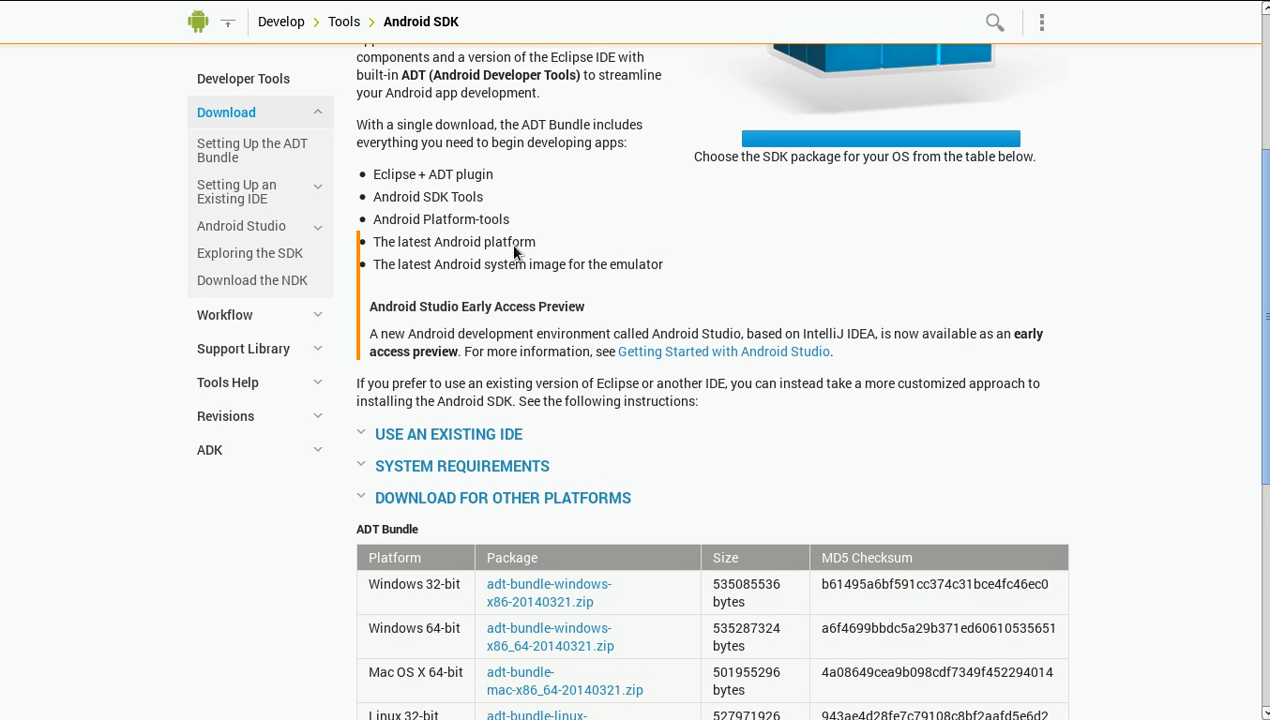 Develop > Tools > Android SDK
Developer Tools
Download
Setting Up the ADT
Bundle
Setting Up an
Existing IDE
Android Studio
Exploring the SDK
Download the NDK
Workflow
Support Library
Tools Help
Revisions
ADK
components and a version of the Eclipse IDE with
built-in ADT (Android Developer Tools) to streamline
your Android app development.
With a single download, the ADT Bundle includes
everything you need to begin developing apps:
• Eclipse + ADT plugin
• Android SDK Tools
• Android Platform-tools
• The latest Android platform
• The latest Android system image for the emulator
Choose the SDK package for your OS from the table below.
Android Studio Early Access Preview
A new Android development environment called Android Studio, based on IntelliJ IDEA, is now available as an early
access preview. For more information, see Getting Started with Android Studio.
If you prefer to use an existing version of Eclipse or another IDE, you can instead take a more customized approach to
installing the Android SDK. See the following instructions:
USE AN EXISTING IDE
SYSTEM REQUIREMENTS
DOWNLOAD FOR OTHER PLATFORMS
ADT Bundle
Platform Package Size MD5 Checksum
Windows 32-bit adt-bundle-windows- 535085536 b61495a6bf591cc374c31bce4fc46ec0
x86-20140321.zip bytes
Windows 64-bit adt-bundle-windows- 535287324 a6f4699bbdc5a29b371ed60610535651
x86_64-20140321.zip bytes
Mac OS X 64-bit adt-bundle- 501955296 4a08649cea9b098cdf7349f452294014
mac-x86_64-20140321.zip bytes
Linux 32-bit adt-bundle-linux- 527971926 943ae4d28fe7c79108c8bf2aafd5e6d2